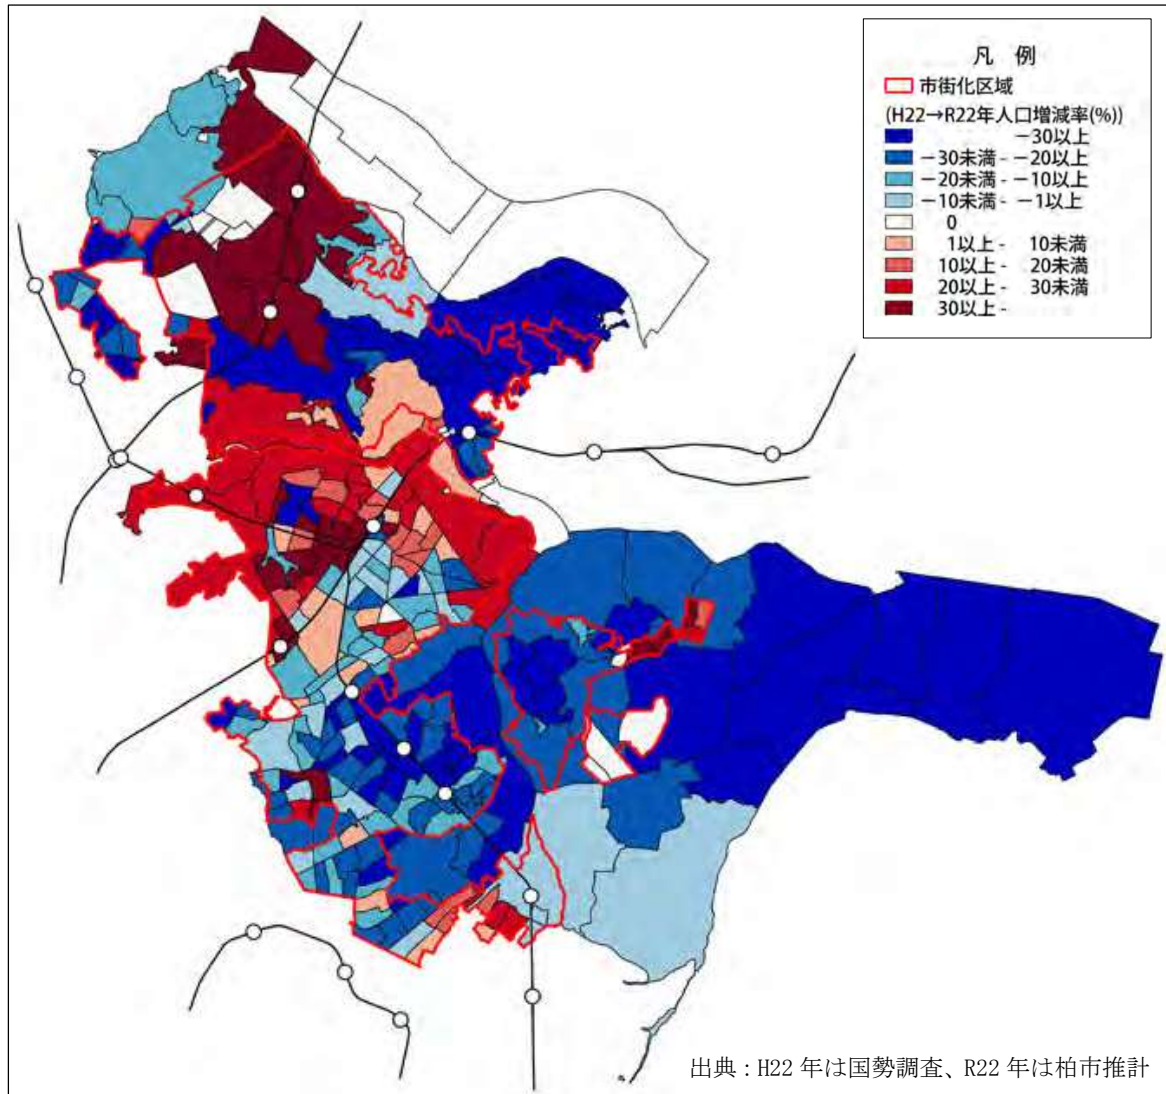 凡 例
市街化区域
(H22→R22年人口増減率(%))
－30以上
－30未満 - －20以上
－20未満 - －10以上
－10未満 - －1以上
0
1以上 - 10未満
10以上 - 20未満
20以上 - 30未満
30以上 -
出典：H22 年は国勢調査、R22 年は柏市推計